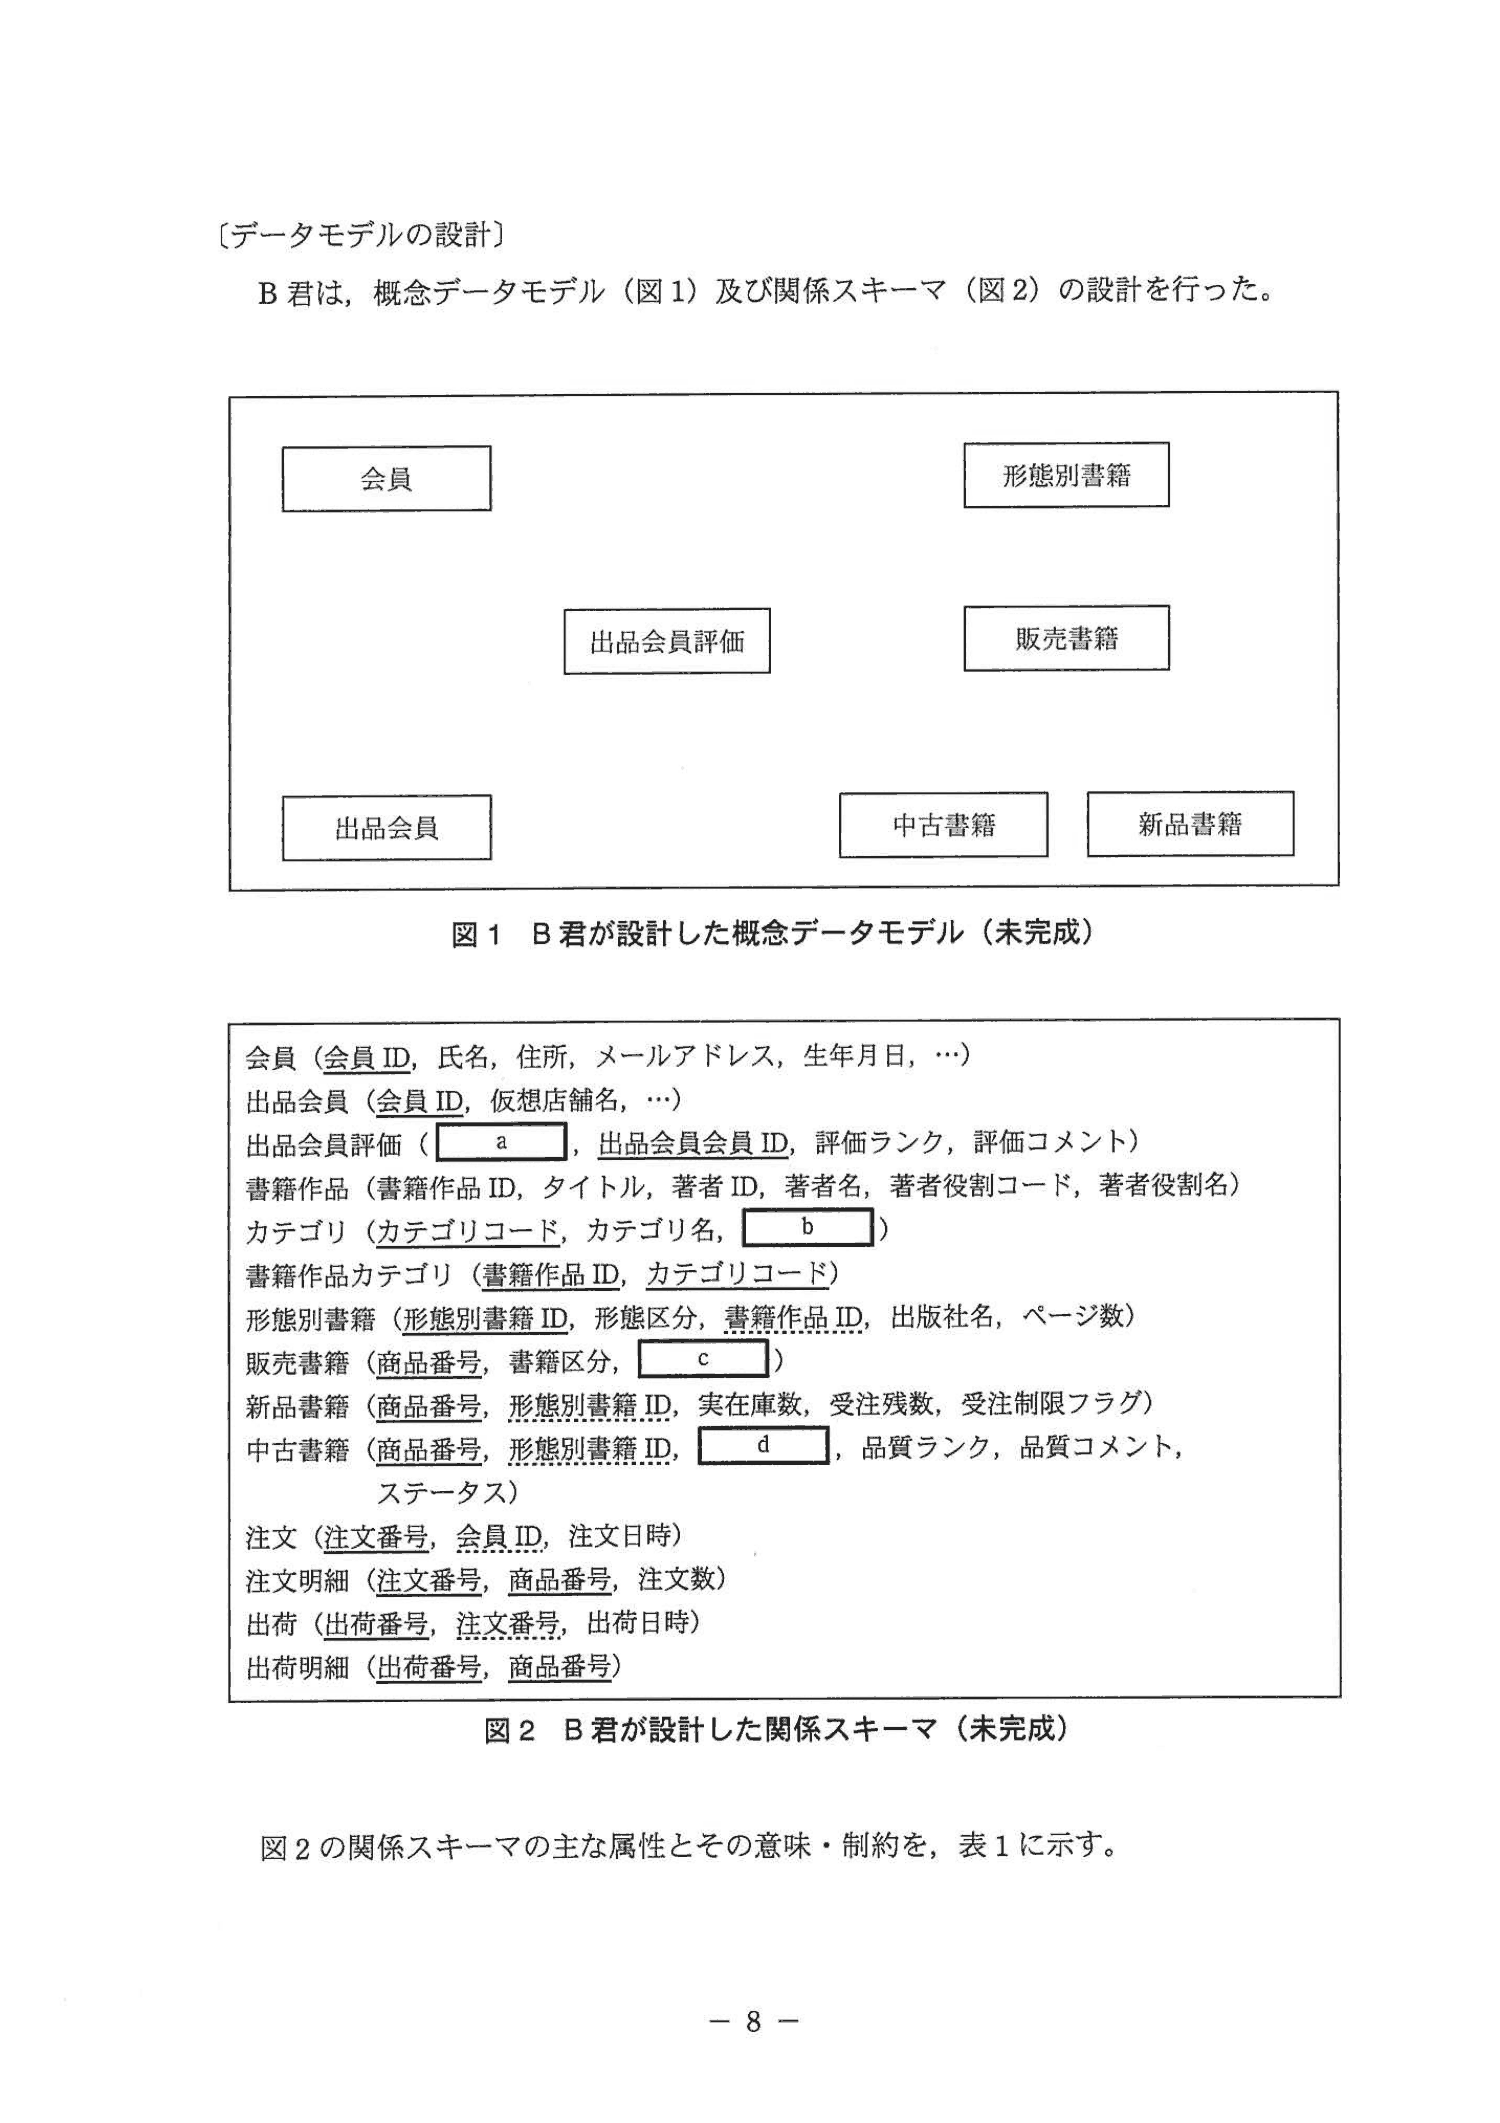 〔データモデルの設計〕
B 君は，概念データモデル（図 1）及び関係スキーマ（図 2）の設計を行った。
会員
形態別書籍
出品会員評価
販売書籍
出品会員
中古書籍
新品書籍
図 1　B 君が設計した概念データモデル（未完成）
会員（会員 ID，氏名，住所，メールアドレス，生年月日，…）
出品会員（会員 ID，仮想店舗名，…）
出品会員評価（ a ，出品会員会員 ID，評価ランク，評価コメント）
書籍作品（書籍作品 ID，タイトル，著者 ID，著者名，著者役割コード，著者役割名）
カテゴリ（カテゴリコード，カテゴリ名， b ）
書籍作品カテゴリ（書籍作品 ID，カテゴリコード）
形態別書籍（形態別書籍 ID，形態区分，書籍作品 ID，出版社名，ページ数）
販売書籍（商品番号，書籍区分， c ）
新品書籍（商品番号，形態別書籍 ID，実在庫数，受注残数，受注制限フラグ）
中古書籍（商品番号，形態別書籍 ID， d ，品質ランク，品質コメント，
ステータス）
注文（注文番号，会員 ID，注文日時）
注文明細（注文番号，商品番号，注文数）
出荷（出荷番号，注文番号，出荷日時）
出荷明細（出荷番号，商品番号）
図 2　B 君が設計した関係スキーマ（未完成）
図 2 の関係スキーマの主な属性とその意味・制約を，表 1 に示す。
－ 8 －